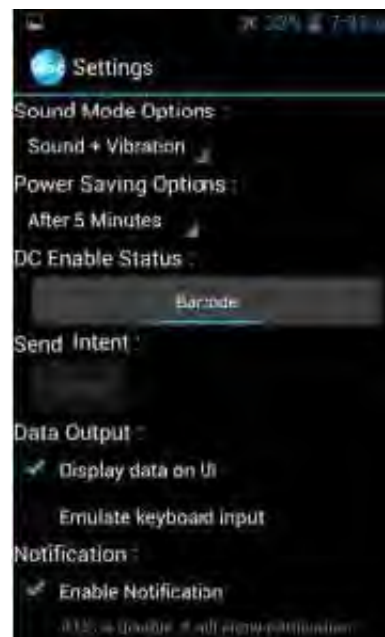 Settings
Sound Mode Options :
Sound + Vibration
Power Saving Options :
After 5 Minutes
DC Enable Status :
Barcode
Send Intent :
Data Output :
Display data on UI
Emulate keyboard input
Notification :
Enable Notification